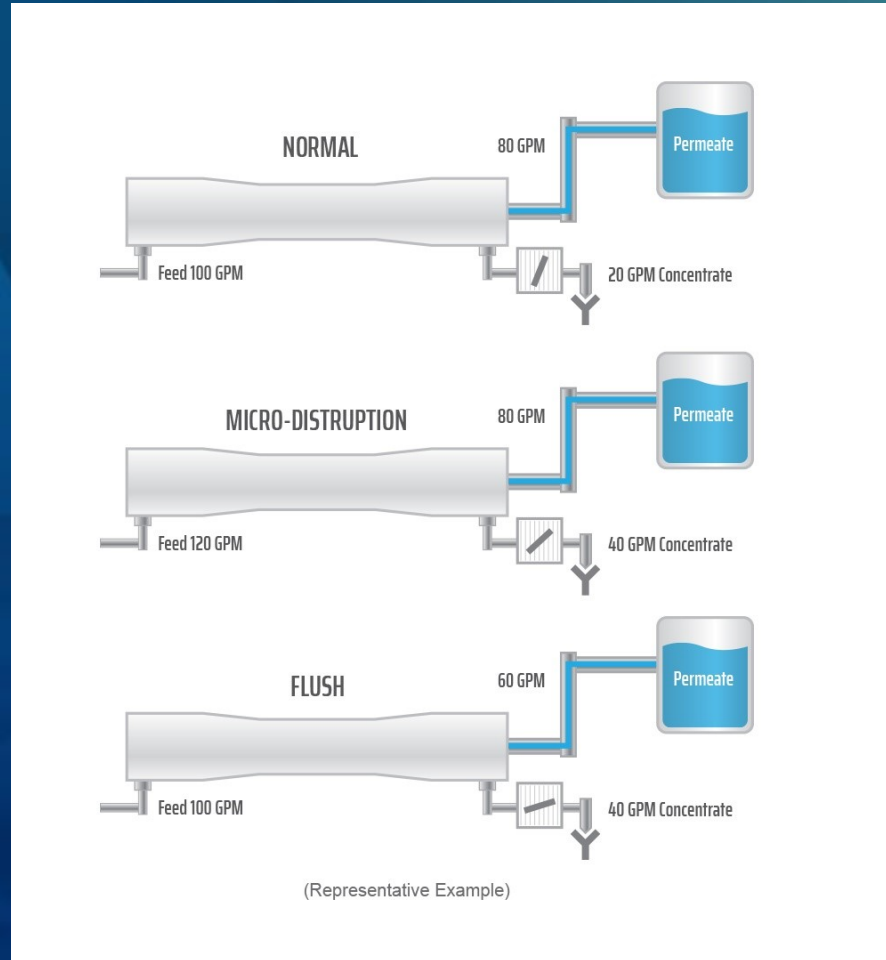 NORMAL
80 GPM
Permeate
Feed 100 GPM
20 GPM Concentrate
MICRO-DISTRUPTION
80 GPM
Permeate
Feed 120 GPM
40 GPM Concentrate
FLUSH
60 GPM
Permeate
Feed 100 GPM
40 GPM Concentrate
(Representative Example)